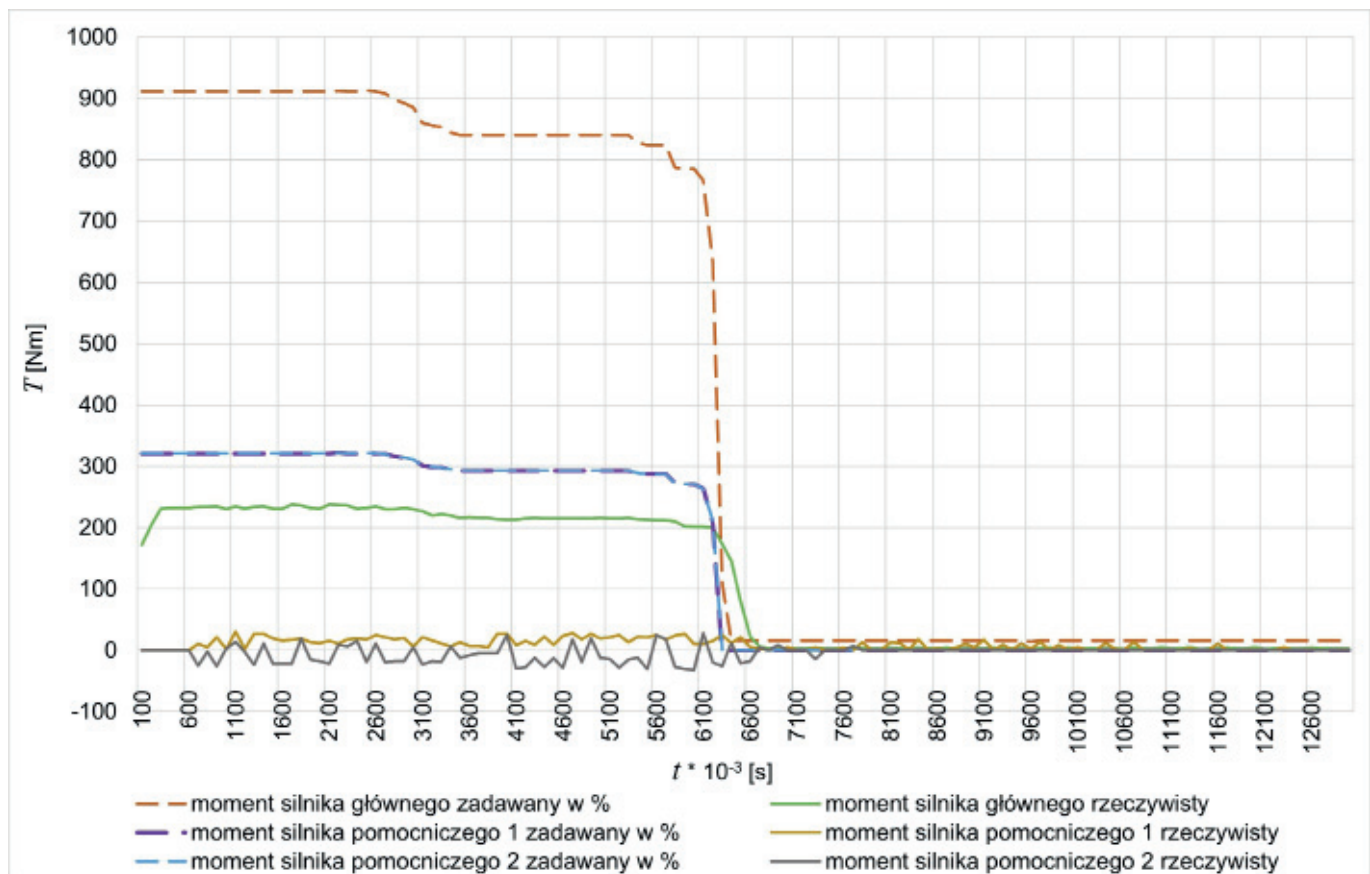 1000
900
800
700
600
500
400
300
200
100
0
-100
T [Nm]
100 600 1100 1600 2100 2600 3100 3600 4100 4600 5100 5600 6100 6600 7100 7600 8100 8600 9100 9600 10100 10600 11100 11600 12100 12600
t * 10-3 [s]
moment silnika głównego zadawany w % moment silnika głównego rzeczywisty
moment silnika pomocniczego 1 zadawany w % moment silnika pomocniczego 1 rzeczywisty
moment silnika pomocniczego 2 zadawany w % moment silnika pomocniczego 2 rzeczywisty